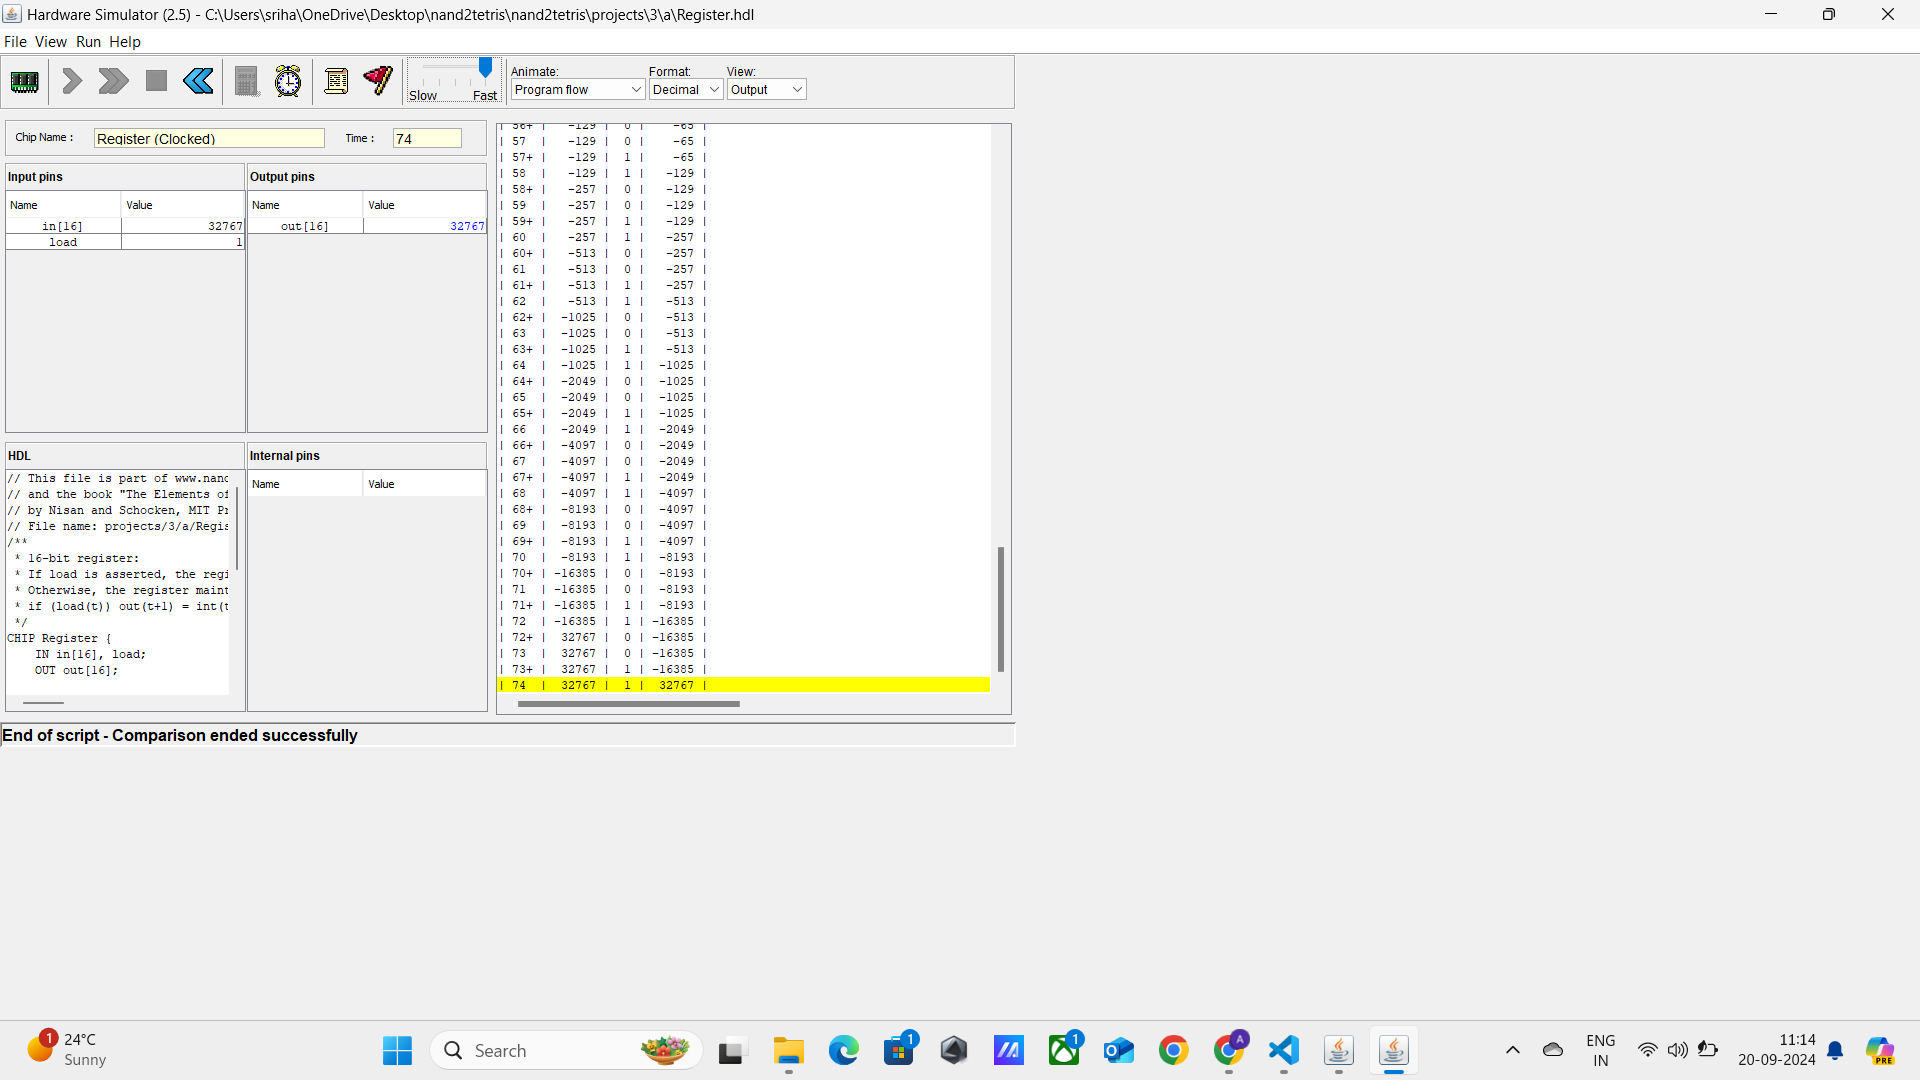 Hardware Simulator (2.5) - C:\Users\sriha\OneDrive\Desktop\nand2tetris\nand2tetris\projects\3\a\Register.hdl
File View Run Help
Slow Fast
Animate: Format: View:
Program flow Decimal Output
Chip Name : Register (Clocked) Time : 74
Input pins Output pins
Name Value Name Value
in[16] 32767 out[16] 32767
load 1
HDL Internal pins
Name Value
// This file is part of www.nand
// and the book "The Elements of
// by Nisan and Schocken, MIT Pr
// File name: projects/3/a/Regis
/**
* 16-bit register:
* If load is asserted, the regi
* Otherwise, the register maint
* if (load(t)) out(t+1) = int(t
*/
CHIP Register {
IN in[16], load;
OUT out[16];
| 56+ | -129 | 0 | -65 |
| 57 | -129 | 0 | -65 |
| 57+ | -129 | 1 | -65 |
| 58 | -129 | 1 | -129 |
| 58+ | -257 | 0 | -129 |
| 59 | -257 | 0 | -129 |
| 59+ | -257 | 1 | -129 |
| 60 | -257 | 1 | -257 |
| 60+ | -513 | 0 | -257 |
| 61 | -513 | 0 | -257 |
| 61+ | -513 | 1 | -257 |
| 62 | -513 | 1 | -513 |
| 62+ | -1025 | 0 | -513 |
| 63 | -1025 | 0 | -513 |
| 63+ | -1025 | 1 | -513 |
| 64 | -1025 | 1 | -1025 |
| 64+ | -2049 | 0 | -1025 |
| 65 | -2049 | 0 | -1025 |
| 65+ | -2049 | 1 | -1025 |
| 66 | -2049 | 1 | -2049 |
| 66+ | -4097 | 0 | -2049 |
| 67 | -4097 | 0 | -2049 |
| 67+ | -4097 | 1 | -2049 |
| 68 | -4097 | 1 | -4097 |
| 68+ | -8193 | 0 | -4097 |
| 69 | -8193 | 0 | -4097 |
| 69+ | -8193 | 1 | -4097 |
| 70 | -8193 | 1 | -8193 |
| 70+ | -16385 | 0 | -8193 |
| 71 | -16385 | 0 | -8193 |
| 71+ | -16385 | 1 | -8193 |
| 72 | -16385 | 1 | -16385 |
| 72+ | 32767 | 0 | -16385 |
| 73 | 32767 | 0 | -16385 |
| 73+ | 32767 | 1 | -16385 |
| 74 | 32767 | 1 | 32767 |
End of script - Comparison ended successfully
1 24°C
Sunny
Search
1
1
A
ENG
IN
11:14
20-09-2024
PRE